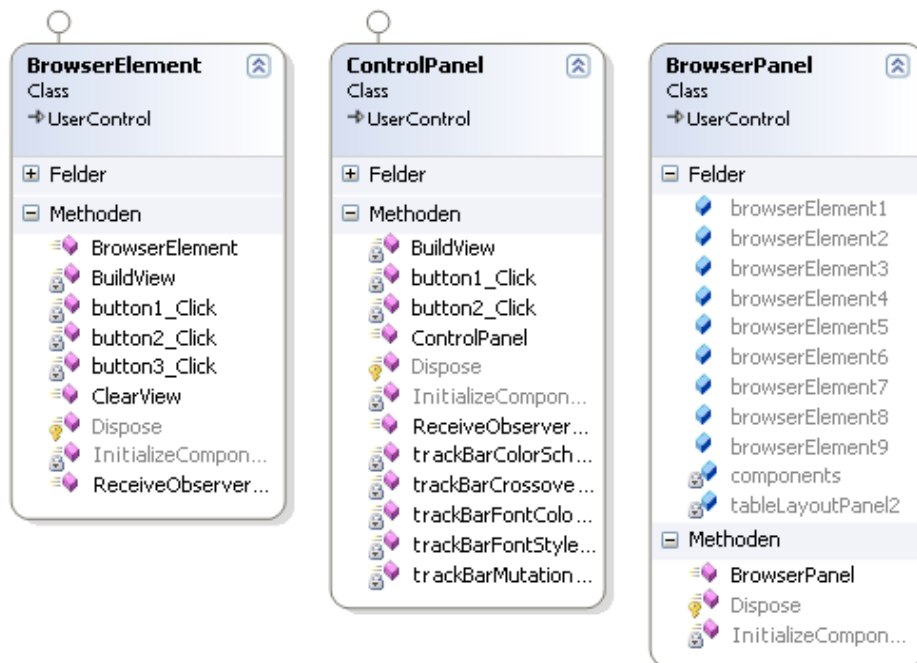 BrowserElement
Class
UserControl
Felder
Methoden
BrowserElement
BuildView
button1_Click
button2_Click
button3_Click
ClearView
Dispose
InitializeCompon...
ReceiveObserver...
ControlPanel
Class
UserControl
Felder
Methoden
BuildView
button1_Click
button2_Click
ControlPanel
Dispose
InitializeCompon...
ReceiveObserver...
trackBarColorSch...
trackBarCrossove...
trackBarFontColo...
trackBarFontStyle...
trackBarMutation...
BrowserPanel
Class
UserControl
Felder
browserElement1
browserElement2
browserElement3
browserElement4
browserElement5
browserElement6
browserElement7
browserElement8
browserElement9
components
tableLayoutPanel2
Methoden
BrowserPanel
Dispose
InitializeCompon...